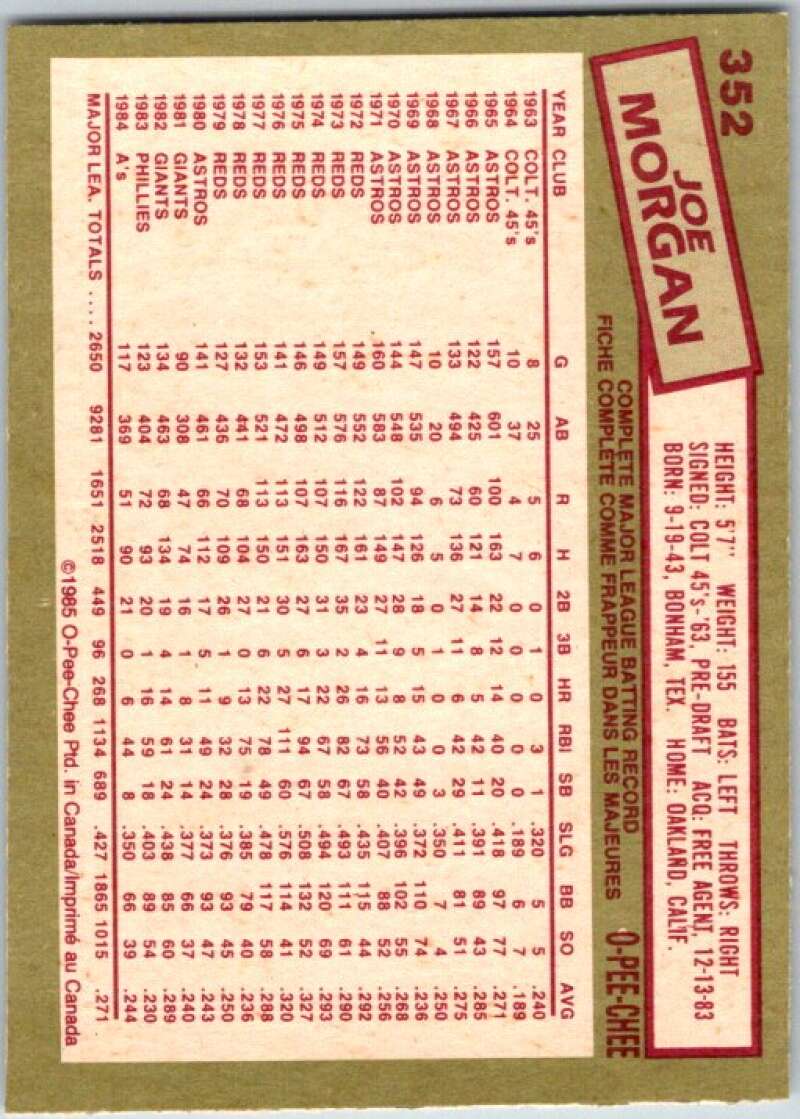 352
JOE
MORGAN
HEIGHT: 5'7" WEIGHT: 155 BATS: LEFT THROWS: RIGHT
SIGNED: COLT 45's-'63, PRE-DRAFT ACQ: FREE AGENT, 12-13-83
BORN: 9-19-43, BONHAM, TEX. HOME: OAKLAND, CALIF.
COMPLETE MAJOR LEAGUE BATTING RECORD
FICHE COMPLÈTE COMME FRAPPEUR DANS LES MAJEURES O-PEE-CHEE
YEAR CLUB G AB R H 2B 3B HR RBI SB SLG BB SO AVG
1963 COLT. 45's 8 25 5 6 0 1 0 3 1 .320 5 5 .240
1964 COLT. 45's 10 37 4 7 0 0 0 0 0 .189 6 7 .189
1965 ASTROS 157 601 100 163 22 12 14 40 20 .418 97 77 .271
1966 ASTROS 122 425 60 121 14 8 5 42 11 .391 89 43 .285
1967 ASTROS 133 494 73 136 27 11 6 42 29 .411 81 51 .275
1968 ASTROS 10 20 6 5 0 1 0 0 3 .350 7 4 .250
1969 ASTROS 147 535 94 126 18 5 15 43 49 .372 110 74 .236
1970 ASTROS 144 548 102 147 28 9 8 52 42 .396 102 55 .268
1971 ASTROS 160 583 87 149 27 11 13 56 40 .407 88 52 .256
1972 REDS 149 552 122 161 23 4 16 73 58 .435 115 44 .292
1973 REDS 157 576 116 167 35 2 26 82 67 .493 111 61 .290
1974 REDS 149 512 107 150 31 3 22 67 58 .494 120 69 .293
1975 REDS 146 498 107 163 27 6 17 94 67 .508 132 52 .327
1976 REDS 141 472 113 151 30 5 27 111 60 .576 114 41 .320
1977 REDS 153 521 113 150 21 6 22 78 49 .478 117 58 .288
1978 REDS 132 441 68 104 27 0 13 75 19 .385 79 40 .236
1979 REDS 127 436 70 109 26 1 9 32 28 .376 93 45 .250
1980 ASTROS 141 461 66 112 17 5 11 49 24 .373 93 47 .243
1981 GIANTS 90 308 47 74 16 1 8 31 14 .377 66 37 .240
1982 GIANTS 134 463 68 134 19 4 14 61 24 .438 85 60 .289
1983 PHILLIES 123 404 72 93 20 1 16 59 18 .403 89 54 .230
1984 A's 117 369 51 90 21 0 6 44 8 .350 66 39 .244
MAJOR LEA. TOTALS .... 2650 9281 1651 2518 449 96 268 1134 689 .427 1865 1015 .271
©1985 O-Pee-Chee Ptd. in Canada/Imprimé au Canada